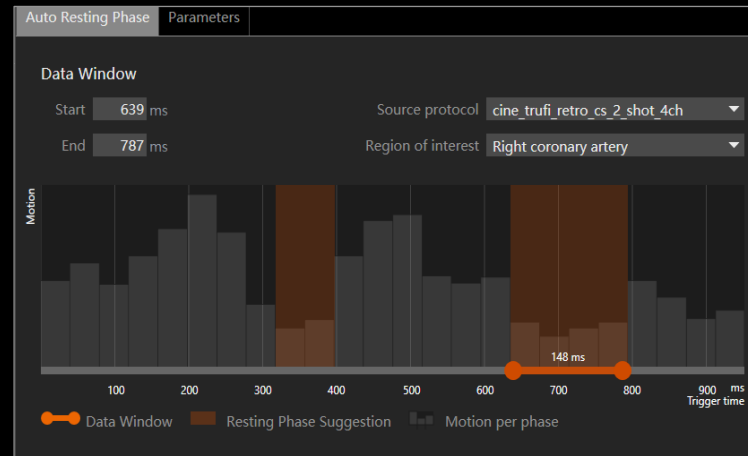 Auto Resting Phase Parameters
Data Window
Start 639 ms Source protocol cine_trufi_retro_cs_2_shot_4ch
End 787 ms Region of interest Right coronary artery
Motion
148 ms
100 200 300 400 500 600 700 800 900 ms
Trigger time
Data Window Resting Phase Suggestion Motion per phase